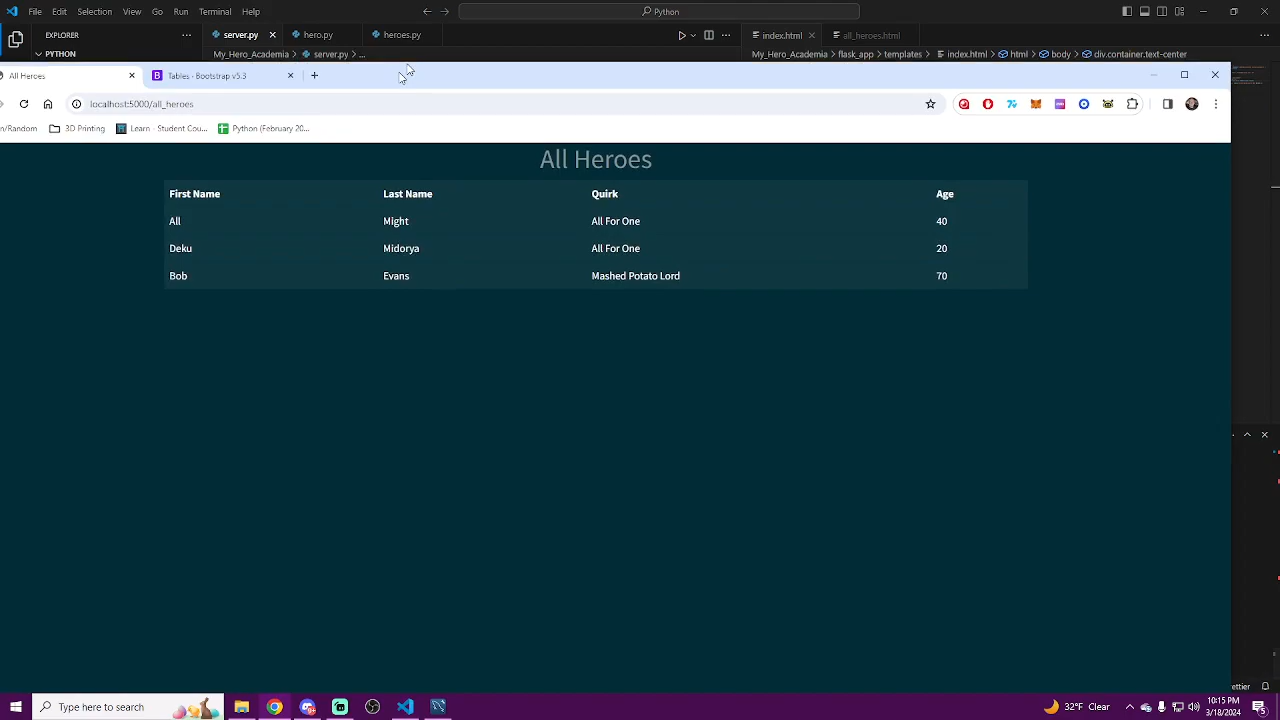 File Edit Selection View Go Run Terminal Help Python
EXPLORER ... server.py hero.py heroes.py ... index.html all_heroes.html ...
PYTHON My_Hero_Academia > server.py > ... My_Hero_Academia > flask_app > templates > index.html > html > body > div.container.text-center
All Heroes Tables · Bootstrap v5.3
localhost:5000/all_heroes
n/Random 3D Printing Learn - Student Cou... Python (February 20...
All Heroes
First Name Last Name Quirk Age
All Might All For One 40
Deku Midorya All For One 20
Bob Evans Mashed Potato Lord 70
ettier
Type here to search 32°F Clear 10:15 PM
3/18/2024